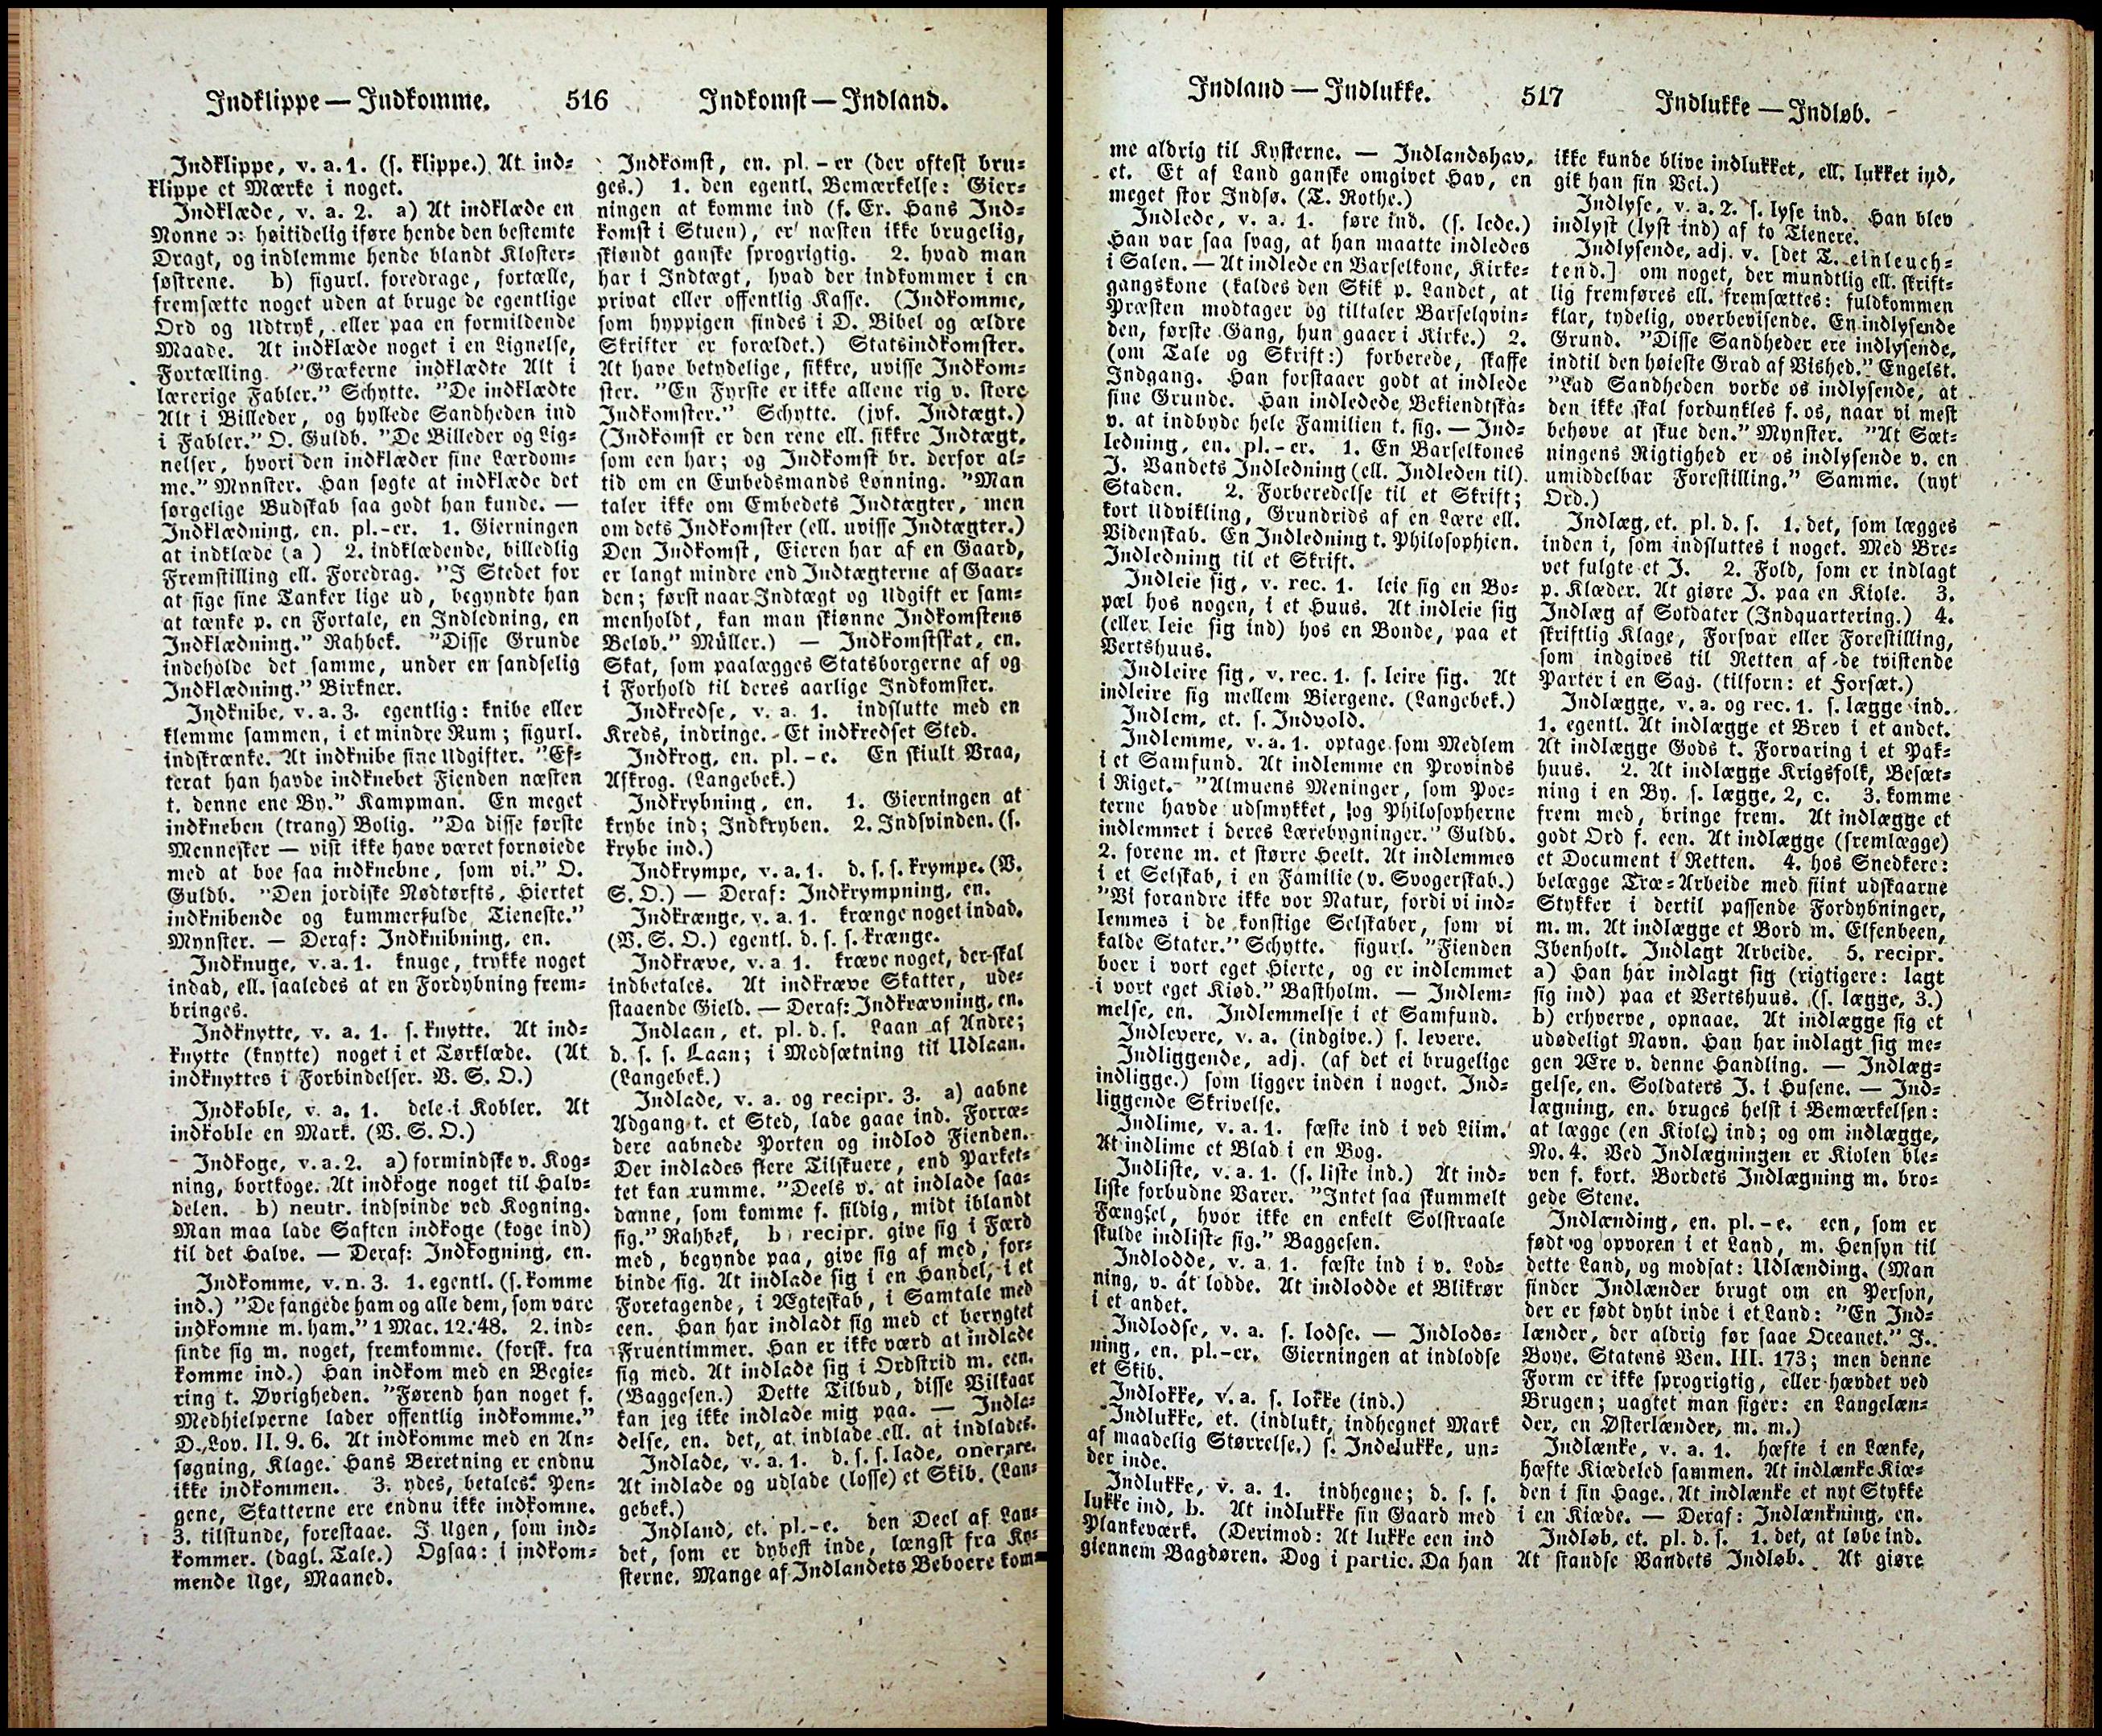 Indklippe — Indkomme. 516 Indkomst — Indland.
Indklippe, v. a. 1. (s. klippe.) At ind-
klippe et Mærke i noget.
Indklæde, v. a. 2. a) At indklæde en
Nonne ɔ: høitidelig iføre hende den bestemte
Dragt, og indlemme hende blandt Kloster-
søstrene. b) figurl. foredrage, fortælle,
fremsætte noget uden at bruge de egentlige
Ord og Udtryk, eller paa en formildende
Maade. At indklæde noget i en Lignelse,
Fortælling. "Grækerne indklædte Alt i
lærerige Fabler." Schytte. "De indklædte
Alt i Billeder, og hyllede Sandheden ind
i Fabler." O. Guldb. "De Billeder og Lig-
nelser, hvori den indklæder sine Lærdom-
me." Mynster. Han søgte at indklæde det
sørgelige Budskab saa godt han kunde. —
Indklædning, en. pl.-er. 1. Gierningen
at indklæde (a ) 2. indklædende, billedlig
Fremstilling ell. Foredrag. "I Stedet for
at sige sine Tanker lige ud, begyndte han
at tænke p. en Fortale, en Indledning, en
Indklædning." Rahbek. "Disse Grunde
indeholde det samme, under en sandselig
Indklædning." Birkner.
Indknibe, v. a. 3. egentlig: knibe eller
klemme sammen, i et mindre Rum; figurl.
indskrænke. At indknibe sine Udgifter. "Ef-
terat han havde indknebet Fienden næsten
t. denne ene By." Kampman. En meget
indkneben (trang) Bolig. "Da disse første
Mennesker — vist ikke have været fornøiede
med at boe saa indknebne, som vi." O.
Guldb. "Den jordiske Nødtørfts, Hiertet
indknibende og kummerfulde Tieneste."
Mynster. — Deraf: Indknibning, en.
Indknuge, v. a. 1. knuge, trykke noget
indad, ell. saaledes at en Fordybning frem-
bringes.
Indknytte, v. a. 1. s. knytte. At ind-
knytte (knytte) noget i et Tørklæde. (At
indknyttes i Forbindelser. V. S. O.)
Indkoble, v. a. 1. dele i Kobler. At
indkoble en Mark. (V. S. O.)
Indkoge, v. a. 2. a) formindske v. Kog-
ning, bortkoge. At indkoge noget til Halv-
delen. b) neutr. indsvinde ved Kogning.
Man maa lade Saften indkoge (koge ind)
til det Halve. — Deraf: Indkogning, en.
Indkomme, v. n. 3. 1. egentl. (s. komme
ind.) "De fangede ham og alle dem, som vare
indkomne m. ham." 1 Mac. 12. 48. 2. ind-
finde sig m. noget, fremkomme. (forsk. fra
komme ind.) Han indkom med en Begie-
ring t. Øvrigheden. "Førend han noget f.
Medhielperne lader offentlig indkomme."
D. Lov. II. 9. 6. At indkomme med en An-
søgning, Klage. Hans Beretning er endnu
ikke indkommen. 3. ydes, betales. Pen-
gene, Skatterne ere endnu ikke indkomne.
3. tilstunde, forestaae. I Ugen, som ind-
kommer. (dagl. Tale.) Ogsaa: i indkom-
mende Uge, Maaned.
Indkomst, en. pl. -er (der oftest bru-
ges.) 1. den egentl. Bemærkelse: Gier-
ningen at komme ind (f. Ex. Hans Ind-
komst i Stuen), er næsten ikke brugelig,
skiøndt ganske sprogrigtig. 2. hvad man
har i Indtægt, hvad der indkommer i en
privat eller offentlig Kasse. (Indkomme,
som hyppigen findes i D. Bibel og ældre
Skrifter er forældet.) Statsindkomster.
At have betydelige, sikkre, uvisse Indkom-
ster. "En Fyrste er ikke allene rig v. store
Indkomster." Schytte. (jvf. Indtægt.)
(Indkomst er den rene ell. sikkre Indtægt,
som een har; og Indkomst br. derfor al-
tid om en Embedsmands Lønning. "Man
taler ikke om Embedets Indtægter, men
om dets Indkomster (ell. uvisse Indtægter.)
Den Indkomst, Eieren har af en Gaard,
er langt mindre end Indtægterne af Gaar-
den; først naar Indtægt og Udgift er sam-
menholdt, kan man skiønne Indkomstens
Beløb." Müller.) — Indkomstskat, en.
Skat, som paalægges Statsborgerne af og
i Forhold til deres aarlige Indkomster.
Indkredse, v. a. 1. indslutte med en
Kreds, indringe. Et indkredset Sted.
Indkrog, en. pl. -e. En skiult Vraa,
Afkrog. (Langebek.)
Indkrybning, en. 1. Gierningen at
krybe ind; Indkryben. 2. Indsvinden. (s.
krybe ind.)
Indkrympe, v. a. 1. d. s. s. krympe. (V.
S. O.) — Deraf: Indkrympning, en.
Indkrænge, v. a. 1. krænge noget indad.
(V. S. O.) egentl. d. s. s. krænge.
Indkræve, v. a 1. kræve noget, der skal
indbetales. At indkræve Skatter, ude-
staaende Gield. — Deraf: Indkrævning, en.
Indlaan, et. pl. d. s. Laan af Andre;
d. s. s. Laan; i Modsætning til Udlaan.
(Langebek.)
Indlade, v. a. og recipr. 3. a) aabne
Adgang t. et Sted, lade gaae ind. Forræ-
dere aabnede Porten og indlod Fienden.
Der indlades flere Tilskuere, end Parket-
tet kan rumme. "Deels v. at indlade saa-
danne, som komme f. sildig, midt iblandt
sig." Rahbek, b) recipr. give sig i Færd
med, begynde paa, give sig af med, for-
binde sig. At indlade sig i en Handel, i et
Foretagende, i Ægteskab, i Samtale med
een. Han har indladt sig med et berygtet
Fruentimmer. Han er ikke værd at indlade
sig med. At indlade sig i Ordstrid m. een.
(Baggesen.) Dette Tilbud, disse Vilkaar
kan jeg ikke indlade mig paa. — Indla-
delse, en. det, at indlade ell. at indlades.
Indlade, v. a. 1. d. s. s. lade, onerare.
At indlade og udlade (losse) et Skib. (Lan-
gebek.)
Indland, et. pl.-e. den Deel af Lan-
det, som er dybest inde, længst fra Ky-
sterne. Mange af Indlandets Beboere kom-
Indland — Indlukke. 517 Indlukke — Indløb.
me aldrig til Kysterne. — Indlandshav,
et. Et af Land ganske omgivet Hav, en
meget stor Indsø. (T. Rothe.)
Indlede, v. a. 1. føre ind. (s. lede.)
Han var saa svag, at han maatte indledes
i Salen. — At indlede en Barselkone, Kirke-
gangskone (kaldes den Skik p. Landet, at
Præsten modtager og tiltaler Barselqvin-
den, første Gang, hun gaaer i Kirke.) 2.
(om Tale og Skrift:) forberede, skaffe
Indgang. Han forstaaer godt at indlede
sine Grunde. Han indledede Bekiendtska-
v. at indbyde hele Familien t. sig. — Ind-
ledning, en. pl.-er. 1. En Barselkones
I. Vandets Indledning (ell. Indleden til)
Staden. 2. Forberedelse til et Skrift;
kort Udvikling, Grundrids af en Lære ell.
Videnskab. En Indledning t. Philosophien.
Indledning til et Skrift.
Indleie sig, v. rec. 1. leie sig en Bo-
pæl hos nogen, i et Huus. At indleie sig
(eller leie sig ind) hos en Bonde, paa et
Vertshuus.
Indleire sig, v. rec. 1. s. leire sig. At
indleire sig mellem Biergene. (Langebek.)
Indlem, et. s. Indvold.
Indlemme, v. a. 1. optage som Medlem
i et Samfund. At indlemme en Provinds
i Riget. "Almuens Meninger, som Poe-
terne havde udsmykket, og Philosopherne
indlemmet i deres Lærebygninger." Guldb.
2. forene m. et større Heelt. At indlemmes
i et Selskab, i en Familie (v. Svogerskab.)
"Vi forandre ikke vor Natur, fordi vi ind-
lemmes i de konstige Selskaber, som vi
kalde Stater." Schytte. figurl. "Fienden
boer i vort eget Hierte, og er indlemmet
i vort eget Kiød." Bastholm. — Indlem-
melse, en. Indlemmelse i et Samfund.
Indlevere, v. a. (indgive.) s. levere.
Indliggende, adj. (af det ei brugelige
indligge.) som ligger inden i noget. Ind-
liggende Skrivelse.
Indlime, v. a. 1. fæste ind i ved Liim.
At indlime et Blad i en Bog.
Indliste, v. a. 1. (s. liste ind.) At ind-
liste forbudne Varer. "Intet saa skummelt
Fængsel, hvor ikke en enkelt Solstraale
skulde indliste sig." Baggesen.
Indlodde, v. a. 1. fæste ind i v. Lod-
ning, v. at lodde. At indlodde et Blikrør
i et andet.
Indlodse, v. a. s. lodse. — Indlods-
ning, en. pl.-er. Gierningen at indlodse
et Skib.
Indlokke, v. a. s. lokke (ind.)
Indlukke, et. (indlukt, indhegnet Mark
af maadelig Størrelse.) s. Indelukke, un-
der inde.
Indlukke, v. a. 1. indhegne; d. s. s.
lukke ind, b. At indlukke sin Gaard med
Plankeværk. (Derimod: At lukke een ind
giennem Bagdøren. Dog i partic. Da han
ikke kunde blive indlukket, ell. lukket ind,
gik han sin Vei.)
Indlyse, v. a. 2. s. lyse ind. Han blev
indlyst (lyst ind) af to Tienere.
Indlysende, adj. v. [det T. einleuch-
tend.] om noget, der mundtlig ell. skrift-
lig fremføres ell. fremsættes: fuldkommen
klar, tydelig, overbevisende. En indlysende
Grund. "Disse Sandheder ere indlysende,
indtil den høieste Grad af Vished." Engelst.
"Lad Sandheden vorde os indlysende, at
den ikke skal fordunkles f. os, naar vi mest
behøve at skue den." Mynster. "At Sæt-
ningens Rigtighed er os indlysende v. en
umiddelbar Forestilling." Samme. (nyt
Ord.)
Indlæg, et. pl. d. s. 1. det, som lægges
inden i, som indsluttes i noget. Med Bre-
vet fulgte et I. 2. Fold, som er indlagt
p. Klæder. At giøre I. paa en Kiole. 3.
Indlæg af Soldater (Indquartering.) 4.
skriftlig Klage, Forsvar eller Forestilling,
som indgives til Retten af de tvistende
Parter i en Sag. (tilforn: et Forsæt.)
Indlægge, v. a. og rec. 1. s. lægge ind.
1. egentl. At indlægge et Brev i et andet.
At indlægge Gods t. Forvaring i et Pak-
huus. 2. At indlægge Krigsfolk, Besæt-
ning i en By. s. lægge, 2, c. 3. komme
frem med, bringe frem. At indlægge et
godt Ord f. een. At indlægge (fremlægge)
et Document i Retten. 4. hos Snedkere:
belægge Træ-Arbeide med fiint udskaarne
Stykker i dertil passende Fordybninger,
m. m. At indlægge et Bord m. Elfenbeen,
Ibenholt. Indlagt Arbeide. 5. recipr.
a) Han har indlagt sig (rigtigere: lagt
sig ind) paa et Vertshuus. (s. lægge, 3.)
b) erhverve, opnaae. At indlægge sig et
udødeligt Navn. Han har indlagt sig me-
gen Ære v. denne Handling. — Indlæg-
gelse, en. Soldaters I. i Husene. — Ind-
lægning, en. bruges helst i Bemærkelsen:
at lægge (en Kiole) ind; og om indlægge,
No. 4. Ved Indlægningen er Kiolen ble-
ven f. kort. Bordets Indlægning m. bro-
gede Stene.
Indlænding, en. pl. -e. een, som er
født og opvoxen i et Land, m. Hensyn til
dette Land, og modsat: Udlænding. (Man
finder Indlænder brugt om en Person,
der er født dybt inde i et Land: "En Ind-
lænder, der aldrig før saae Oceanet." J.
Boye. Statens Ven. III. 173; men denne
Form er ikke sprogrigtig, eller hævdet ved
Brugen; uagtet man siger: en Langelæn-
der, en Østerlænder, m. m.)
Indlænke, v. a. 1. hæfte i en Lænke,
hæfte Kiædeled sammen. At indlænke Kiæ-
den i sin Hage. At indlænke et nyt Stykke
i en Kiæde. — Deraf: Indlænkning, en.
Indløb, et. pl. d. s. 1. det, at løbe ind.
At standse Vandets Indløb. At giøre